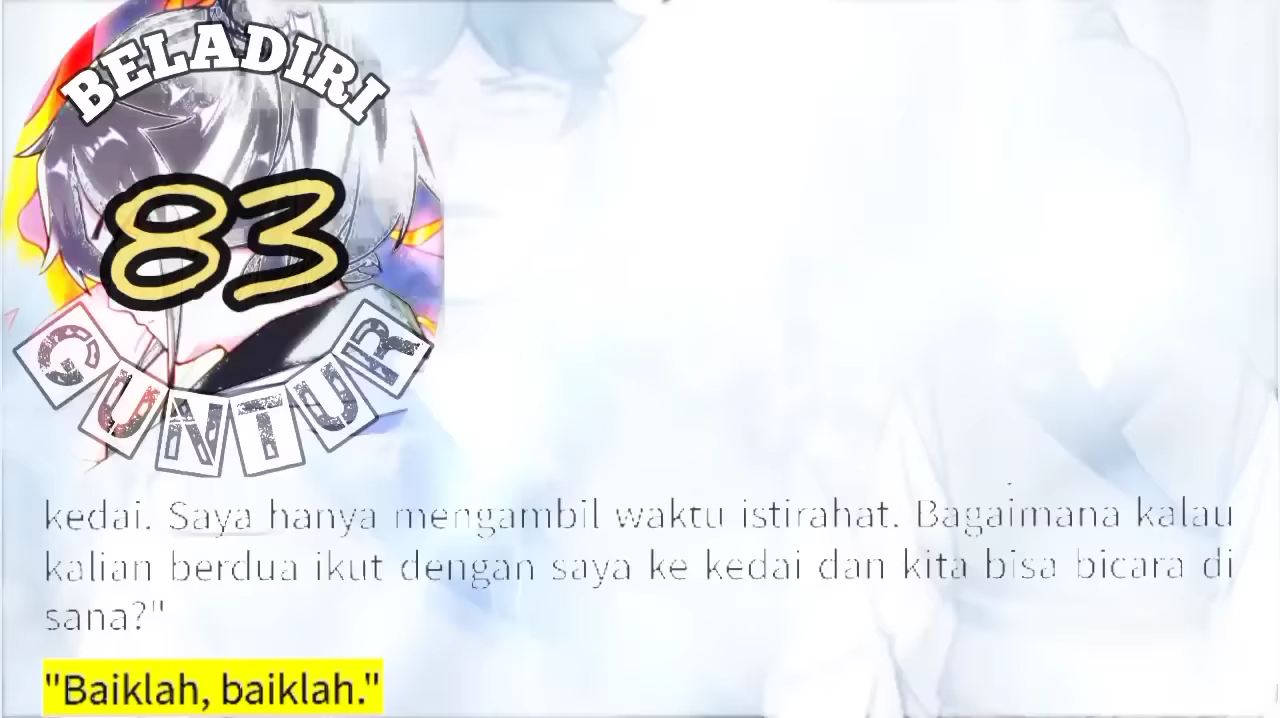 BELADIRI
83
GUNTUR
kedai. Saya hanya mengambil waktu istirahat. Bagaimana kalau
kalian berdua ikut dengan saya ke kedai dan kita bisa bicara di
sana?"
"Baiklah, baiklah."